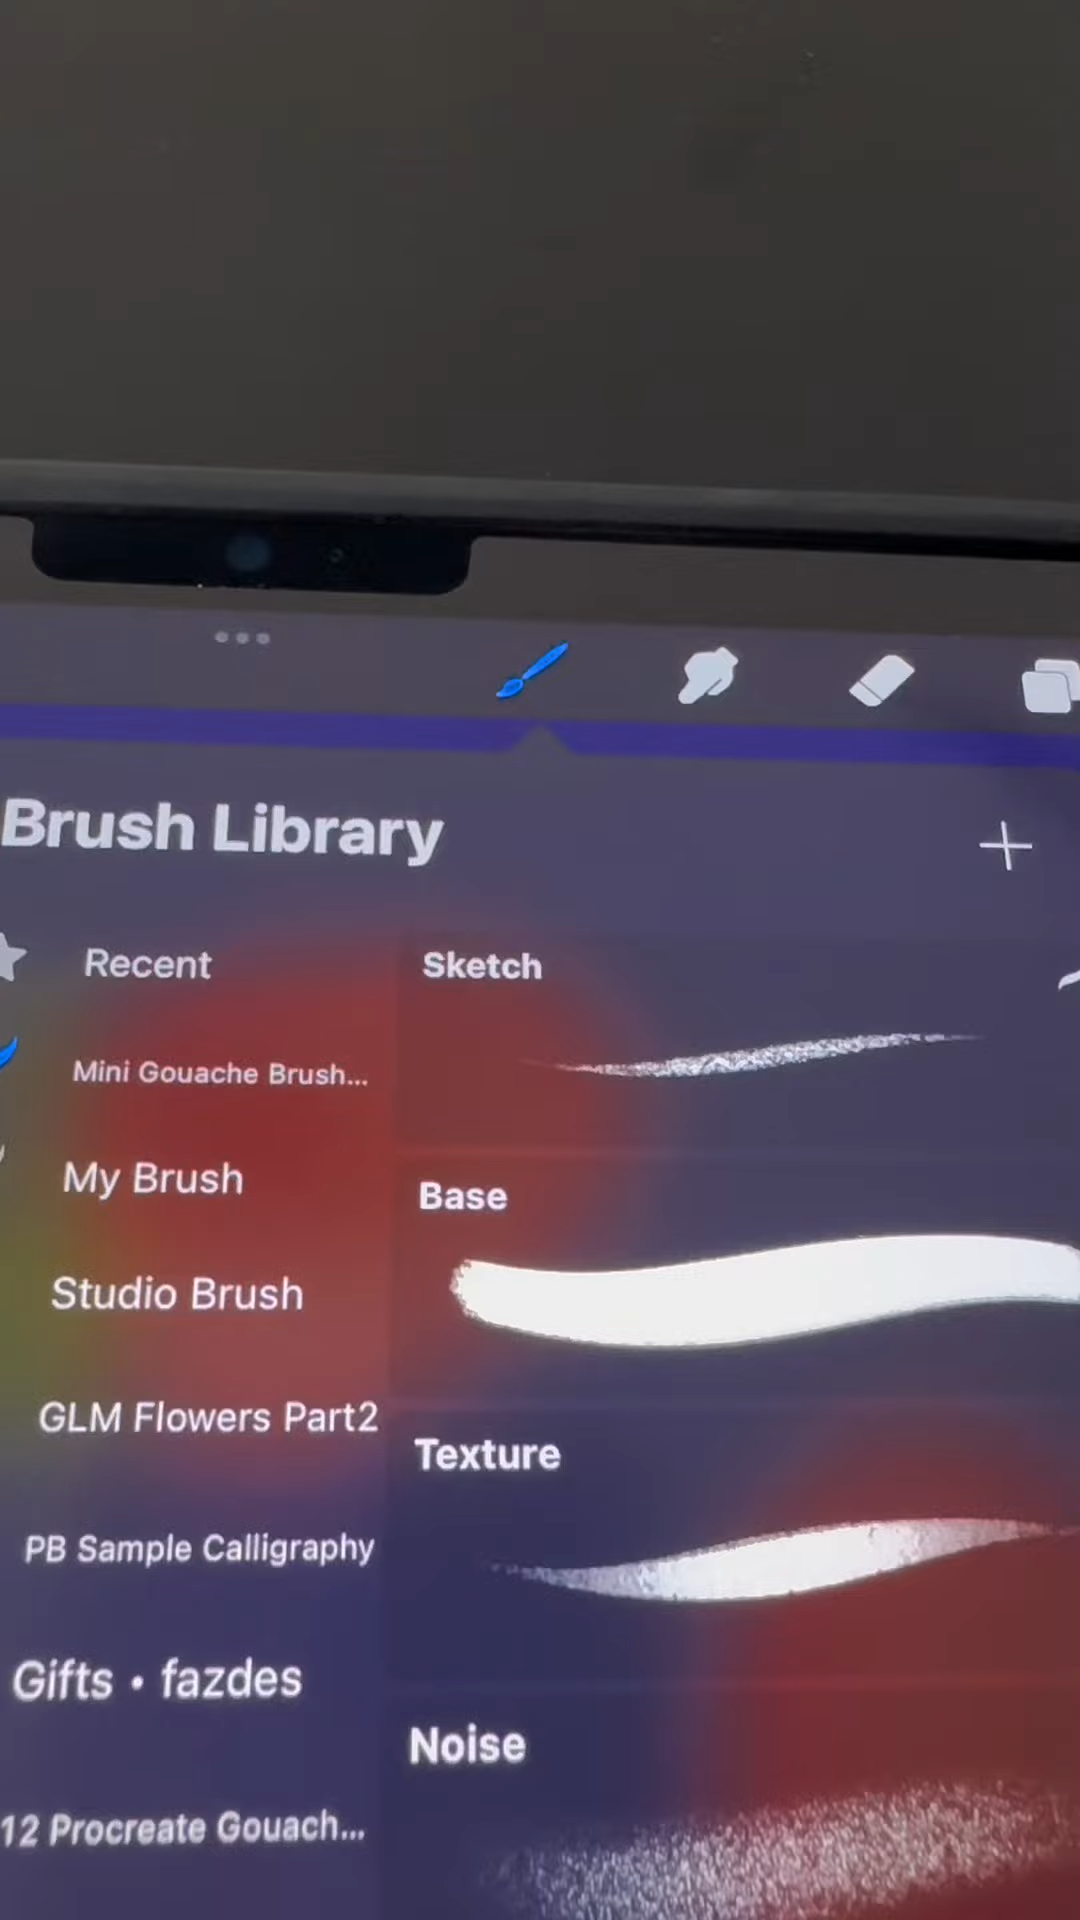 Brush Library
Recent
Mini Gouache Brush...
My Brush
Studio Brush
GLM Flowers Part2
PB Sample Calligraphy
Gifts • fazdes
12 Procreate Gouach...
Sketch
Base
Texture
Noise